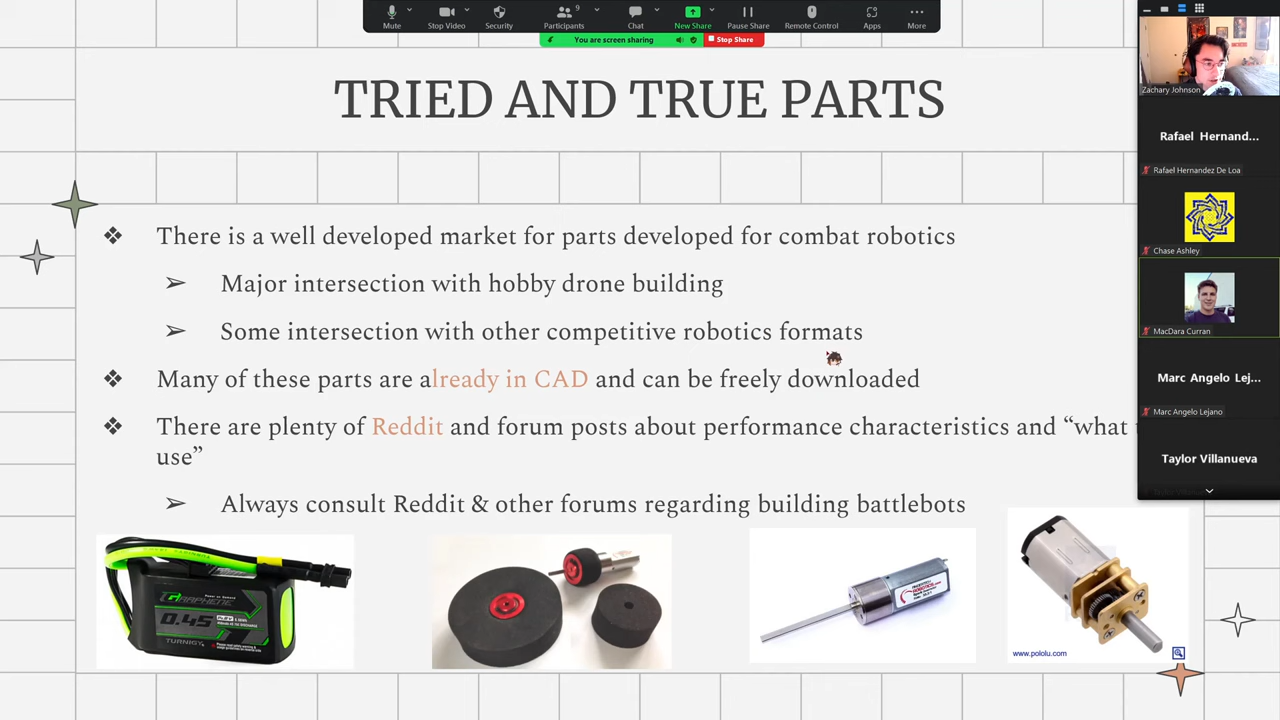 Mute
Stop Video
Security
Participants
9
Chat
New Share
Pause Share
Remote Control
Apps
More
You are screen sharing
Stop Share
TRIED AND TRUE PARTS
There is a well developed market for parts developed for combat robotics
Major intersection with hobby drone building
Some intersection with other competitive robotics formats
Many of these parts are already in CAD and can be freely downloaded
There are plenty of Reddit and forum posts about performance characteristics and “what
use”
Always consult Reddit & other forums regarding building battlebots
GRAPHENE
0.45
TURNIGY
www.pololu.com
Zachary Johnson
Rafael Hernand...
Rafael Hernandez De Loa
Chase Ashley
MacDara Curran
Marc Angelo Lej...
Marc Angelo Lejano
Taylor Villanueva